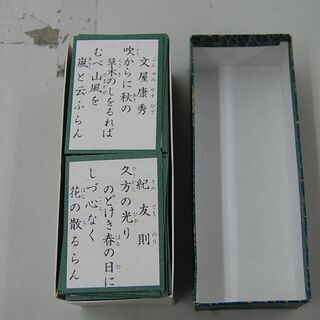 文屋康秀
吹からに秋の
草木のしをるれば
むべ山風を
嵐と云ふらん
紀友則
久方の光り
のどけき春の日に
しづ心なく
花の散るらん